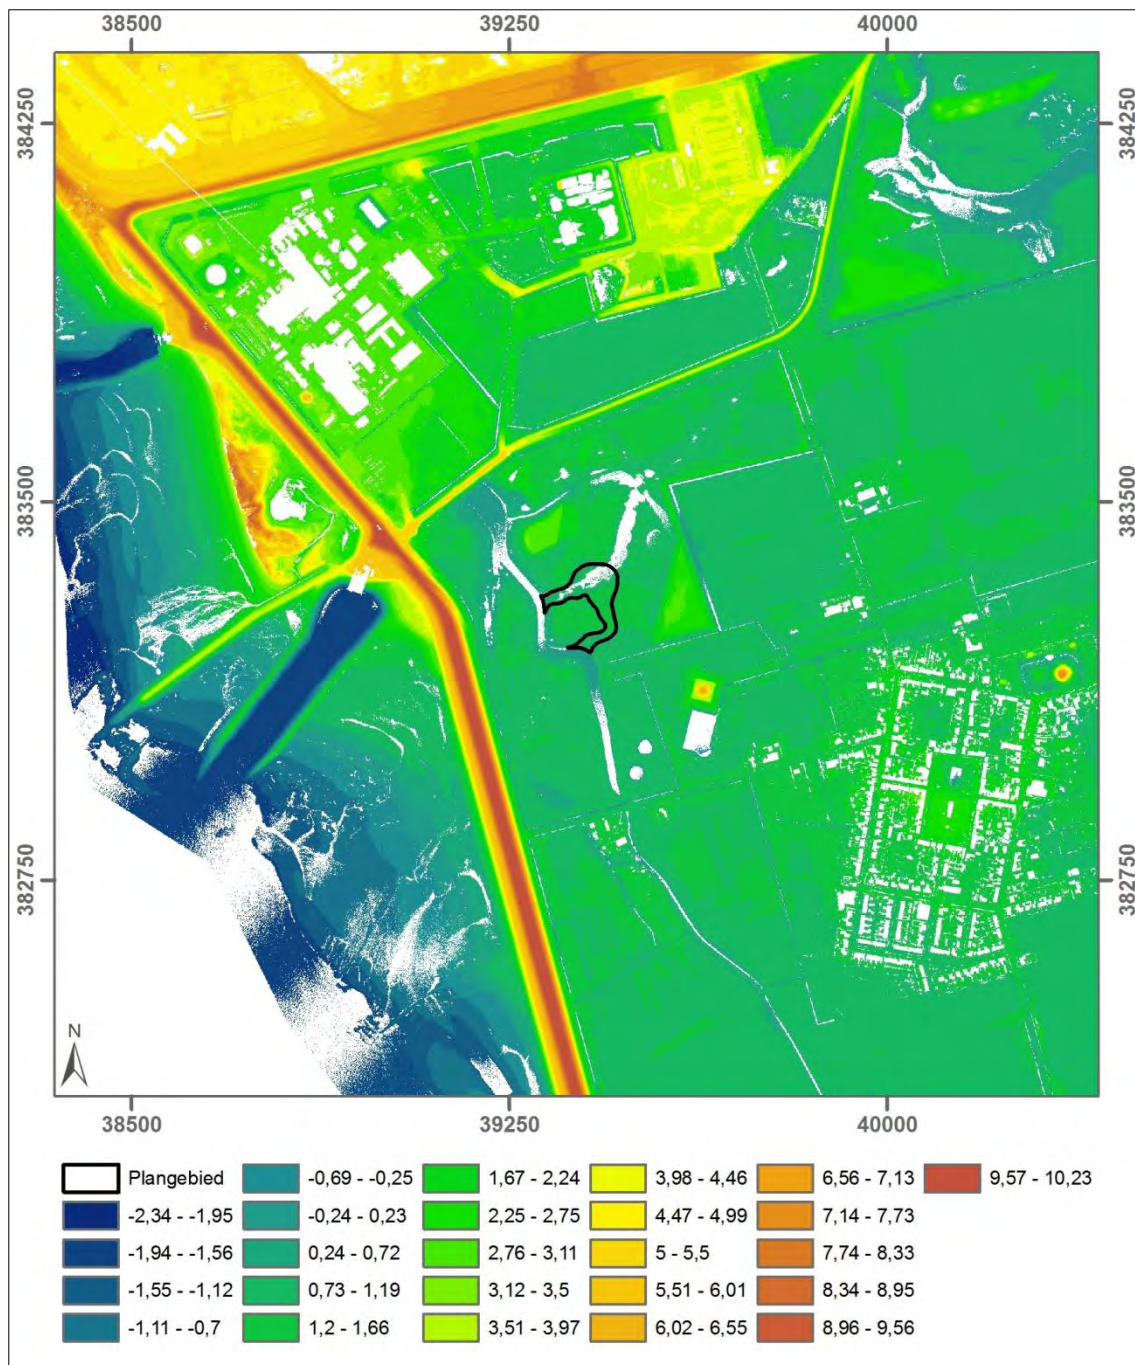 38500 39250 40000
384250 384250
383500 383500
382750 382750
N
38500 39250 40000
Plangebied -0,69 - -0,25 1,67 - 2,24 3,98 - 4,46 6,56 - 7,13 9,57 - 10,23
-2,34 - -1,95 -0,24 - 0,23 2,25 - 2,75 4,47 - 4,99 7,14 - 7,73
-1,94 - -1,56 0,24 - 0,72 2,76 - 3,11 5 - 5,5 7,74 - 8,33
-1,55 - -1,12 0,73 - 1,19 3,12 - 3,5 5,51 - 6,01 8,34 - 8,95
-1,11 - -0,7 1,2 - 1,66 3,51 - 3,97 6,02 - 6,55 8,96 - 9,56